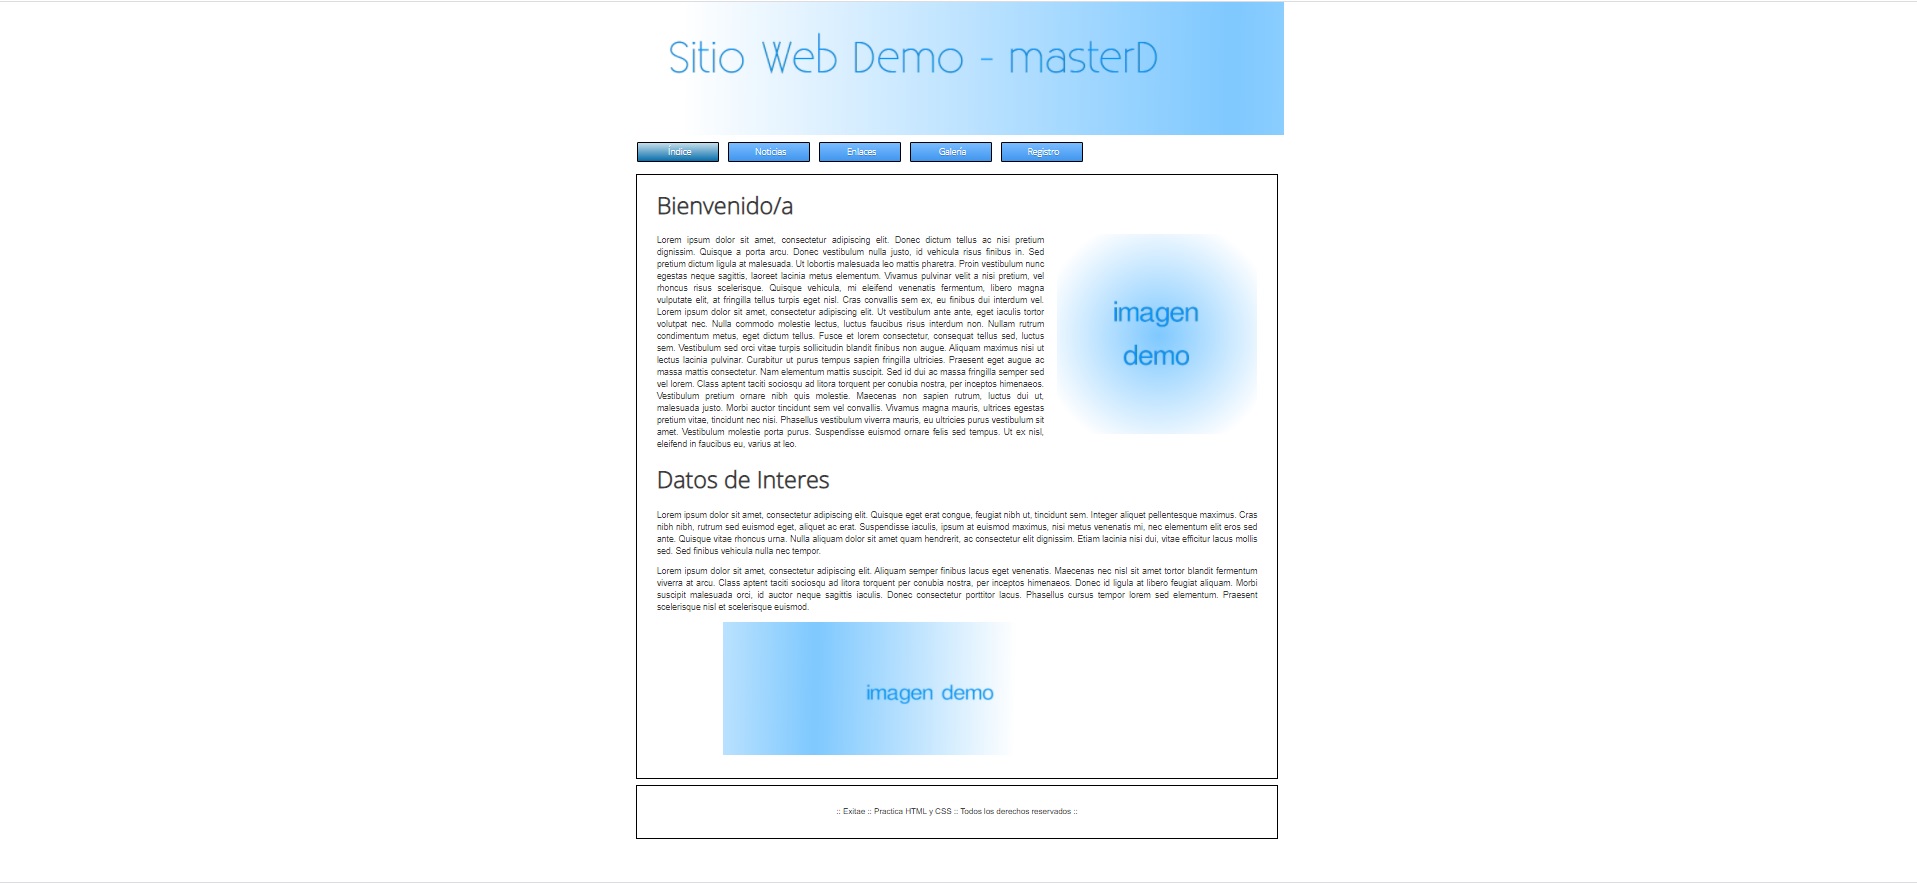 Sitio Web Demo - masterD
Índice
Noticias
Enlaces
Galería
Registro
Bienvenido/a
Lorem ipsum dolor sit amet, consectetur adipiscing elit. Donec dictum tellus ac nisi pretium
dignissim. Quisque a porta arcu. Donec vestibulum nulla justo, id vehicula risus finibus in. Sed
pretium dictum ligula at malesuada. Ut lobortis malesuada leo mattis pharetra. Proin vestibulum nunc
egestas neque sagittis, laoreet lacinia metus elementum. Vivamus pulvinar velit a nisi pretium, vel
rhoncus risus scelerisque. Quisque vehicula, mi eleifend venenatis fermentum, libero magna
vulputate elit, at fringilla tellus turpis eget nisl. Cras convallis sem ex, eu finibus dui interdum vel.
Lorem ipsum dolor sit amet, consectetur adipiscing elit. Ut vestibulum ante ante, eget iaculis tortor
volutpat nec. Nulla commodo molestie lectus, luctus faucibus risus interdum non. Nullam rutrum
condimentum metus, eget dictum tellus. Fusce et lorem consectetur, consequat tellus sed, luctus
sem. Vestibulum sed orci vitae turpis sollicitudin blandit finibus non augue. Aliquam maximus nisi ut
lectus lacinia pulvinar. Curabitur ut purus tempus sapien fringilla ultricies. Praesent eget augue ac
massa mattis consectetur. Nam elementum mattis suscipit. Sed id dui ac massa fringilla semper sed
vel lorem. Class aptent taciti sociosqu ad litora torquent per conubia nostra, per inceptos himenaeos.
Vestibulum pretium ornare nibh quis molestie. Maecenas non sapien rutrum, luctus dui ut,
malesuada justo. Morbi auctor tincidunt sem vel convallis. Vivamus magna mauris, ultrices egestas
pretium vitae, tincidunt nec nisi. Phasellus vestibulum viverra mauris, eu ultricies purus vestibulum sit
amet. Vestibulum molestie porta purus. Suspendisse euismod ornare felis sed tempus. Ut ex nisl,
eleifend in faucibus eu, varius at leo.
imagen
demo
Datos de Interes
Lorem ipsum dolor sit amet, consectetur adipiscing elit. Quisque eget erat congue, feugiat nibh ut, tincidunt sem. Integer aliquet pellentesque maximus. Cras
nibh nibh, rutrum sed euismod eget, aliquet ac erat. Suspendisse iaculis, ipsum at euismod maximus, nisi metus venenatis mi, nec elementum elit eros sed
ante. Quisque vitae rhoncus urna. Nulla aliquam dolor sit amet quam hendrerit, ac consectetur elit dignissim. Etiam lacinia nisi dui, vitae efficitur lacus mollis
sed. Sed finibus vehicula nulla nec tempor.
Lorem ipsum dolor sit amet, consectetur adipiscing elit. Aliquam semper finibus lacus eget venenatis. Maecenas nec nisl sit amet tortor blandit fermentum
viverra at arcu. Class aptent taciti sociosqu ad litora torquent per conubia nostra, per inceptos himenaeos. Donec id ligula at libero feugiat aliquam. Morbi
suscipit malesuada orci, id auctor neque sagittis iaculis. Donec consectetur porttitor lacus. Phasellus cursus tempor lorem sed elementum. Praesent
scelerisque nisl et scelerisque euismod.
imagen demo
:: Exitae :: Practica HTML y CSS :: Todos los derechos reservados ::